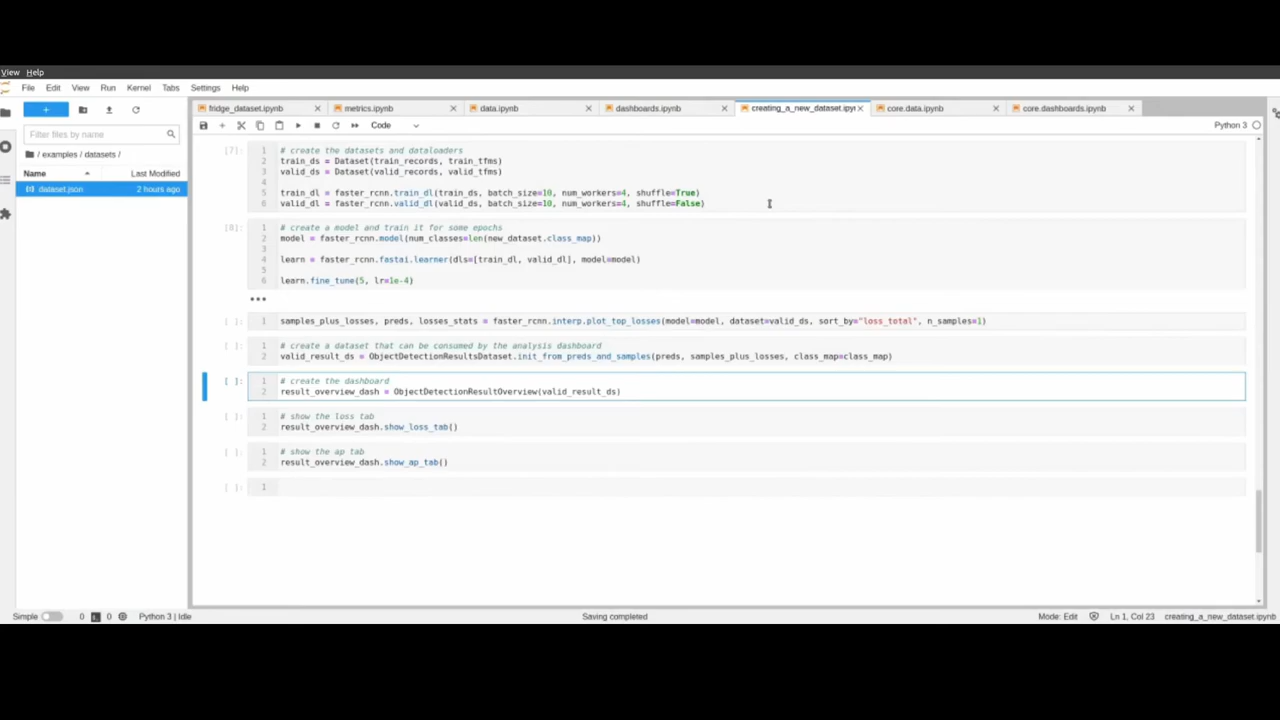 View Help
File Edit View Run Kernel Tabs Settings Help
fridge_dataset.ipynb metrics.ipynb data.ipynb dashboards.ipynb creating_a_new_dataset.ipyn core.data.ipynb core.dashboards.ipynb
Code
Python 3
Filter files by name
/ examples / datasets /
Name Last Modified
dataset.json 2 hours ago
[7]: 1 # create the datasets and dataloaders
2 train_ds = Dataset(train_records, train_tfms)
3 valid_ds = Dataset(valid_records, valid_tfms)
4
5 train_dl = faster_rcnn.train_dl(train_ds, batch_size=10, num_workers=4, shuffle=True)
6 valid_dl = faster_rcnn.valid_dl(valid_ds, batch_size=10, num_workers=4, shuffle=False)
[8]: 1 # create a model and train it for some epochs
2 model = faster_rcnn.model(num_classes=len(new_dataset.class_map))
3
4 learn = faster_rcnn.fastai.learner(dls=[train_dl, valid_dl], model=model)
5
6 learn.fine_tune(5, lr=1e-4)
•••
[ ]: 1 samples_plus_losses, preds, losses_stats = faster_rcnn.interp.plot_top_losses(model=model, dataset=valid_ds, sort_by="loss_total", n_samples=1)
[ ]: 1 # create a dataset that can be consumed by the analysis dashboard
2 valid_result_ds = ObjectDetectionResultsDataset.init_from_preds_and_samples(preds, samples_plus_losses, class_map=class_map)
[ ]: 1 # create the dashboard
2 result_overview_dash = ObjectDetectionResultOverview(valid_result_ds)
[ ]: 1 # show the loss tab
2 result_overview_dash.show_loss_tab()
[ ]: 1 # show the ap tab
2 result_overview_dash.show_ap_tab()
[ ]: 1
Simple 0 0 Python 3 | Idle Saving completed Mode: Edit Ln 1, Col 23 creating_a_new_dataset.ipynb